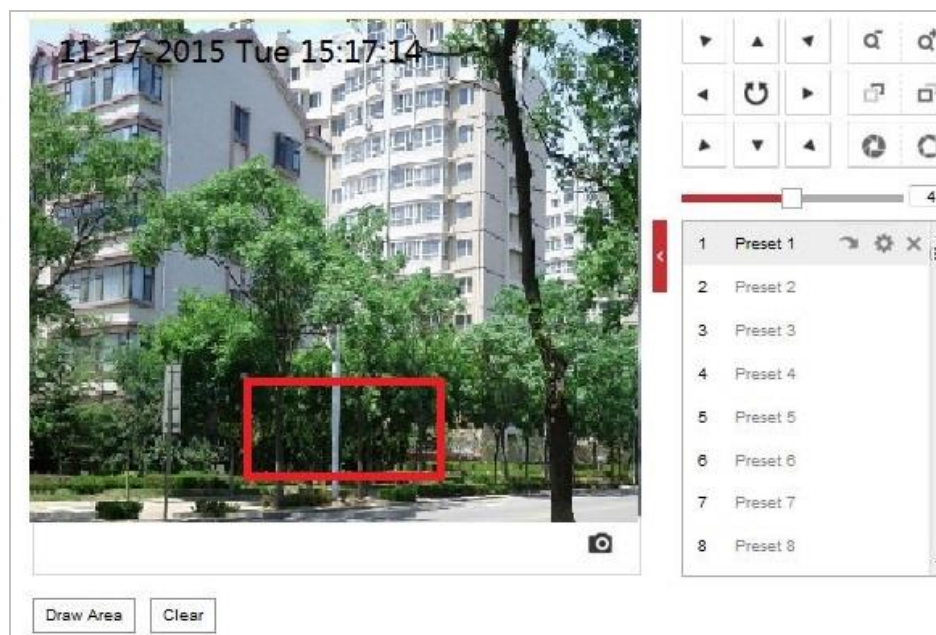 11-17-2015 Tue 15:17:14
4
1 Preset 1
2 Preset 2
3 Preset 3
4 Preset 4
5 Preset 5
6 Preset 6
7 Preset 7
8 Preset 8
Draw Area Clear